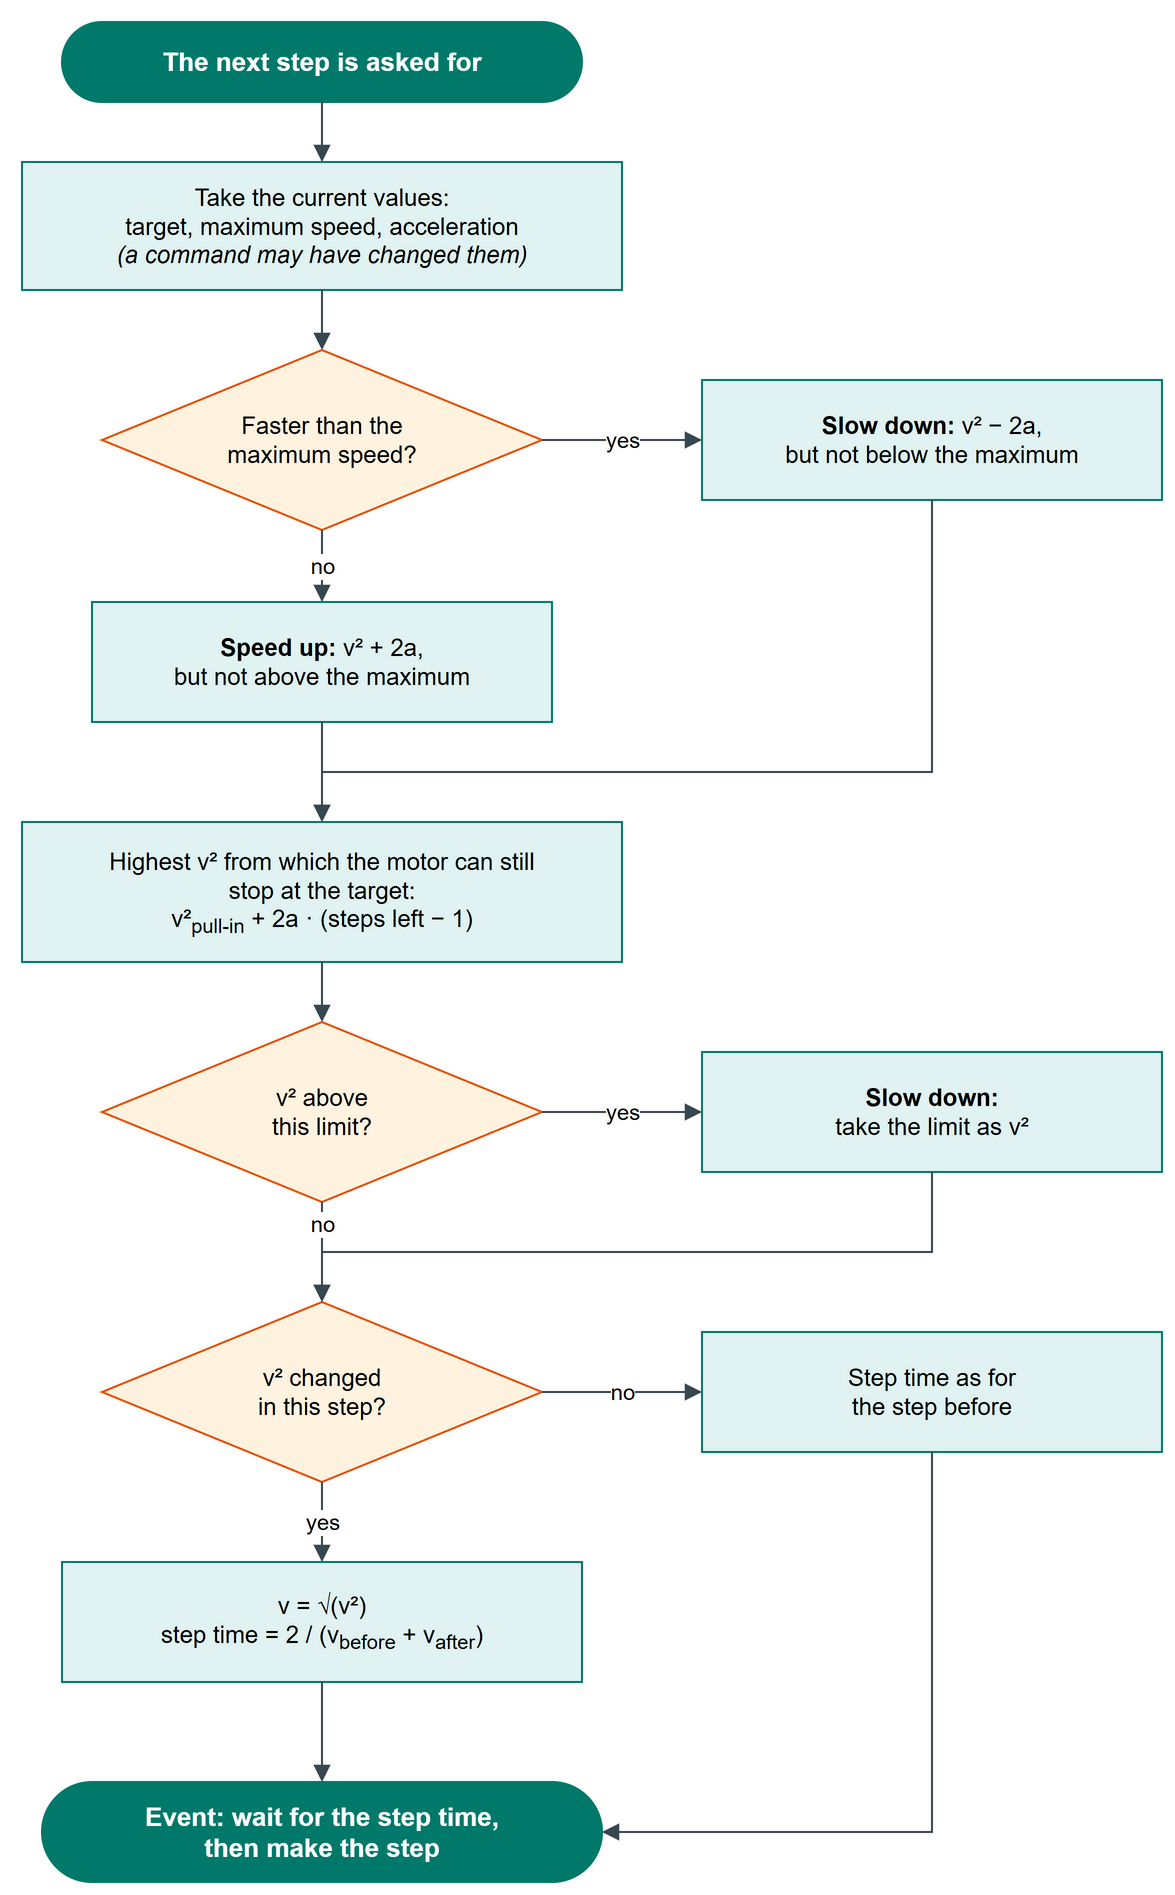 The next step is asked for
Take the current values:
target, maximum speed, acceleration
(a command may have changed them)
Faster than the
maximum speed?
yes
Slow down: v² − 2a,
but not below the maximum
no
Speed up: v² + 2a,
but not above the maximum
Highest v² from which the motor can still
stop at the target:
v²pull-in + 2a · (steps left − 1)
v² above
this limit?
yes
Slow down:
take the limit as v²
no
v² changed
in this step?
no
Step time as for
the step before
yes
v = √(v²)
step time = 2 / (vbefore + vafter)
Event: wait for the step time,
then make the step